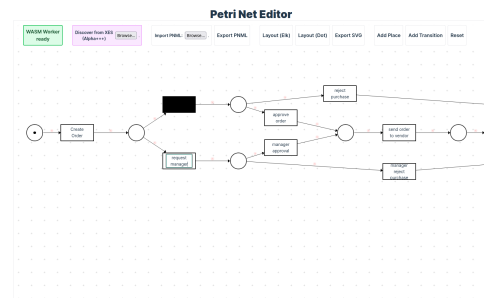 Petri Net Editor
WASM Worker
ready
Discover from XES
(Alpha+++)
Browse...
Import PNML:
Browse...
Export PNML
Layout (Elk)
Layout (Dot)
Export SVG
Add Place
Add Transition
Reset
reject
purchase
approve
order
Create
Order
send order
to vendor
manager
approval
request
manager
manager
reject
purchase